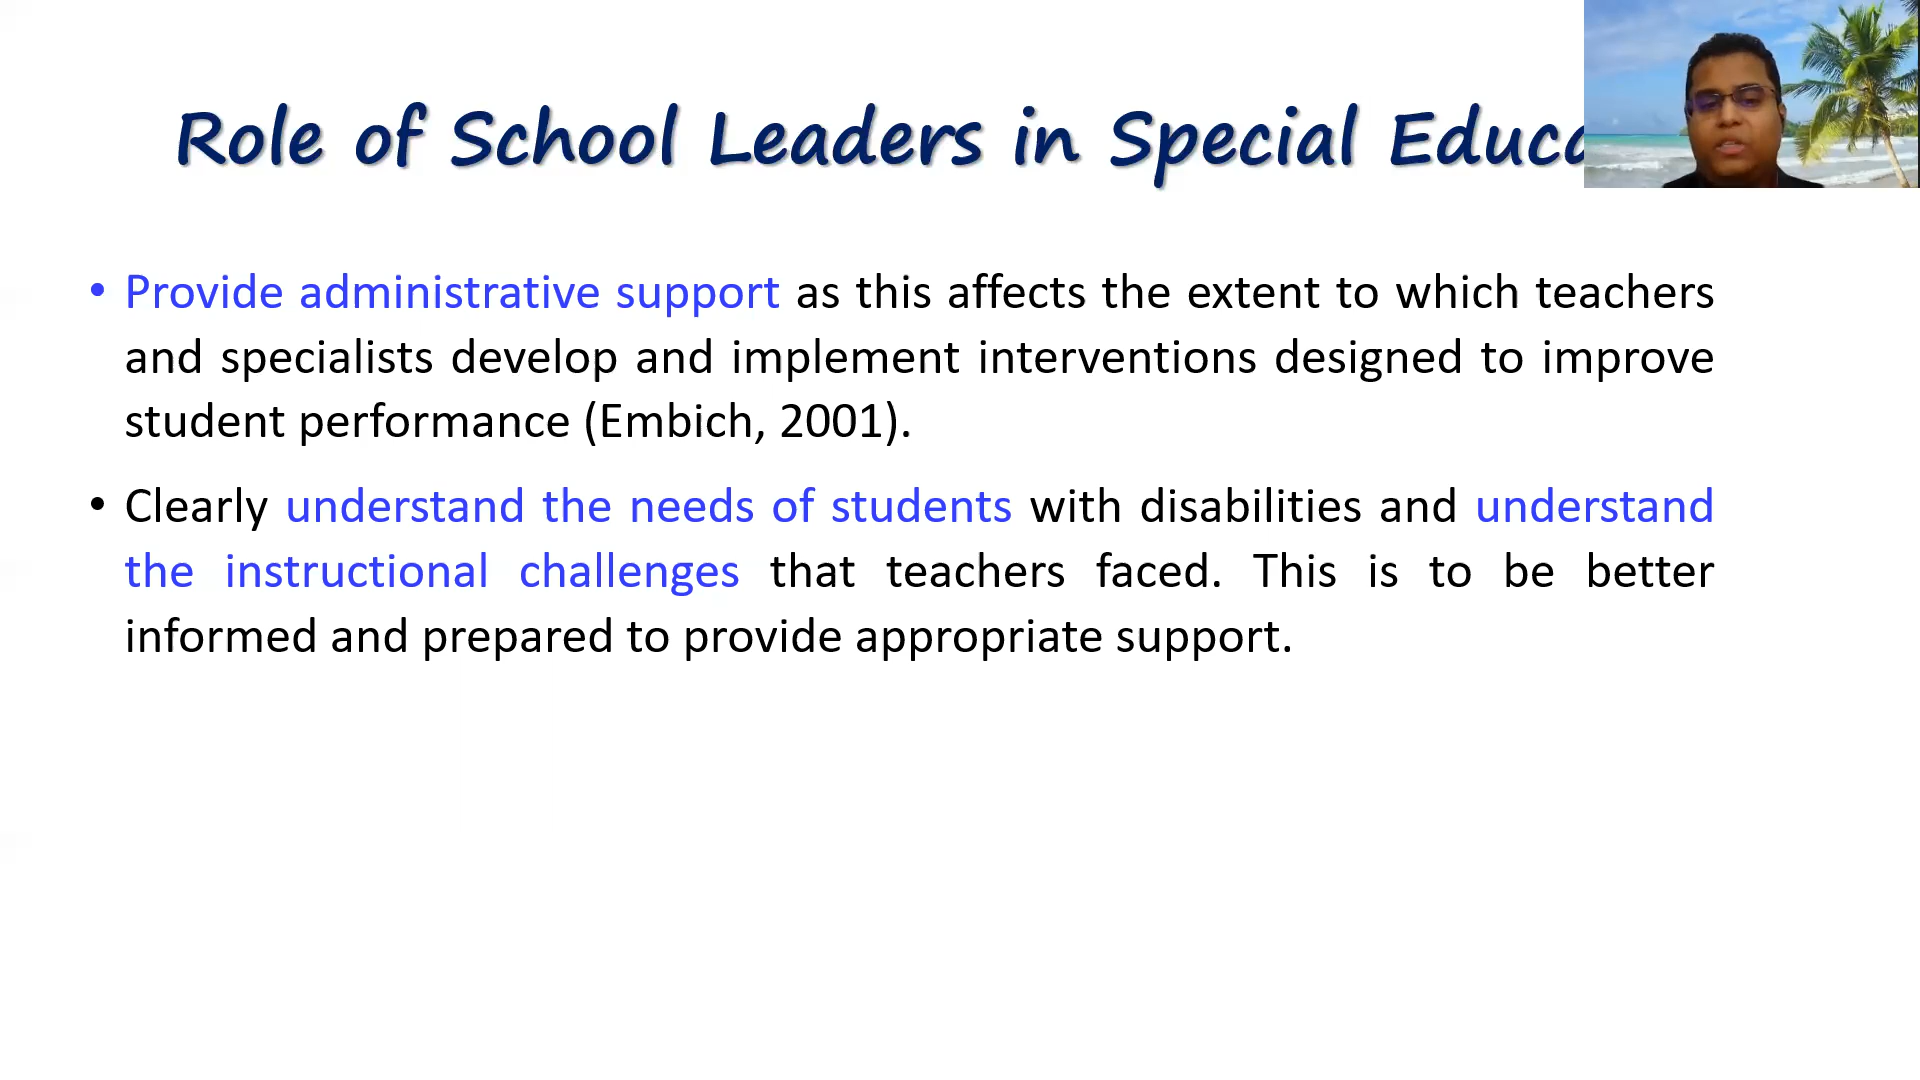 Role of School Leaders in Special
• Provide administrative support as this affects the extent to which teachers
and specialists develop and implement interventions designed to improve
student performance (Embich, 2001).
• Clearly understand the needs of students with disabilities and understand
the instructional challenges that teachers faced. This is to be better
informed and prepared to provide appropriate support.